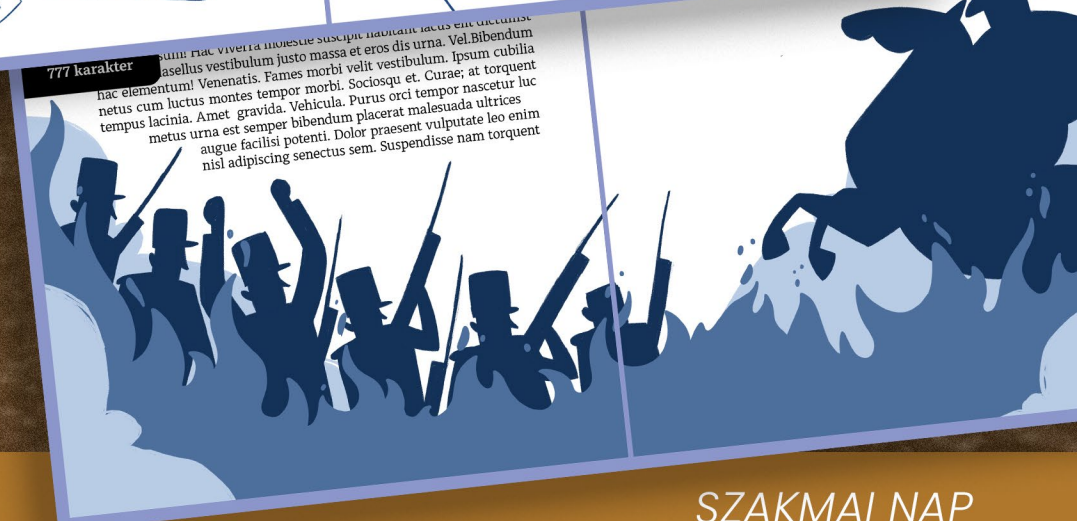 777 karakter
sum! Hac viverra molestie suscipit habitant lacus elit dictumst
lasellus vestibulum justo massa et eros dis urna. Vel.Bibendum
hac elementum! Venenatis. Fames morbi velit vestibulum. Ipsum cubilia
netus cum luctus montes tempor morbi. Sociosqu et. Curae; at torquent
tempus lacinia. Amet gravida. Vehicula. Purus orci tempor nascetur luc
metus urna est semper bibendum placerat malesuada ultrices
augue facilisi potenti. Dolor praesent vulputate leo enim
nisl adipiscing senectus sem. Suspendisse nam torquent
SZAKMAI NAP